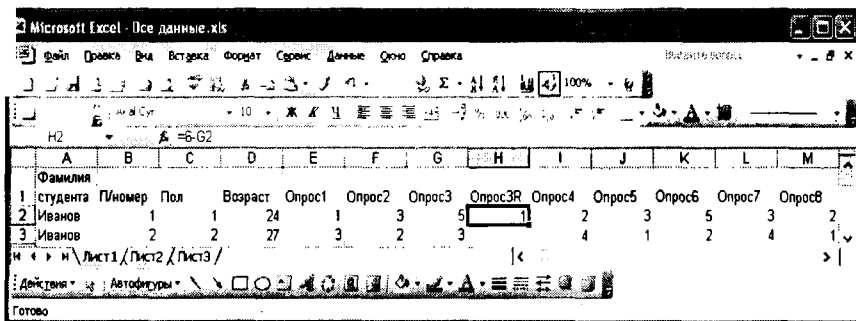 Microsoft Excel - Все данные.xls
Файл Правка Вид Вставка Формат Сервис Данные Окно Справка
Σ 100%
10 Ж К Ч
H2 =6-G2
A B C D E F G H I J K L M
Фамилия
1 студента П/номер Пол Возраст Опрос1 Опрос2 Опрос3 Опрос3R Опрос4 Опрос5 Опрос6 Опрос7 Опрос8
2 Иванов 1 1 24 1 3 5 1 2 3 5 3 2
3 Иванов 2 2 27 3 2 3 4 1 2 4 1
Лист1 / Лист2 / Лист3 /
Действия Автофигуры
Готово